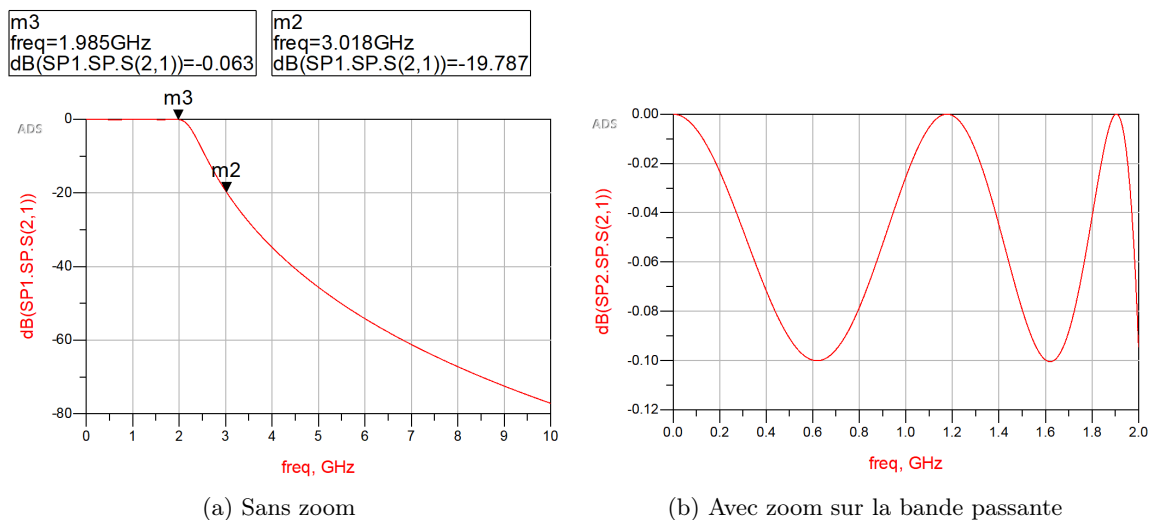 m3
freq=1.985GHz
dB(SP1.SP.S(2,1))=-0.063
m2
freq=3.018GHz
dB(SP1.SP.S(2,1))=-19.787
m3
m2
ADS
0
-20
-40
-60
-80
dB(SP1.SP.S(2,1))
0 1 2 3 4 5 6 7 8 9 10
freq, GHz
(a) Sans zoom
ADS
0.00
-0.02
-0.04
-0.06
-0.08
-0.10
-0.12
dB(SP2.SP.S(2,1))
0.0 0.2 0.4 0.6 0.8 1.0 1.2 1.4 1.6 1.8 2.0
freq, GHz
(b) Avec zoom sur la bande passante